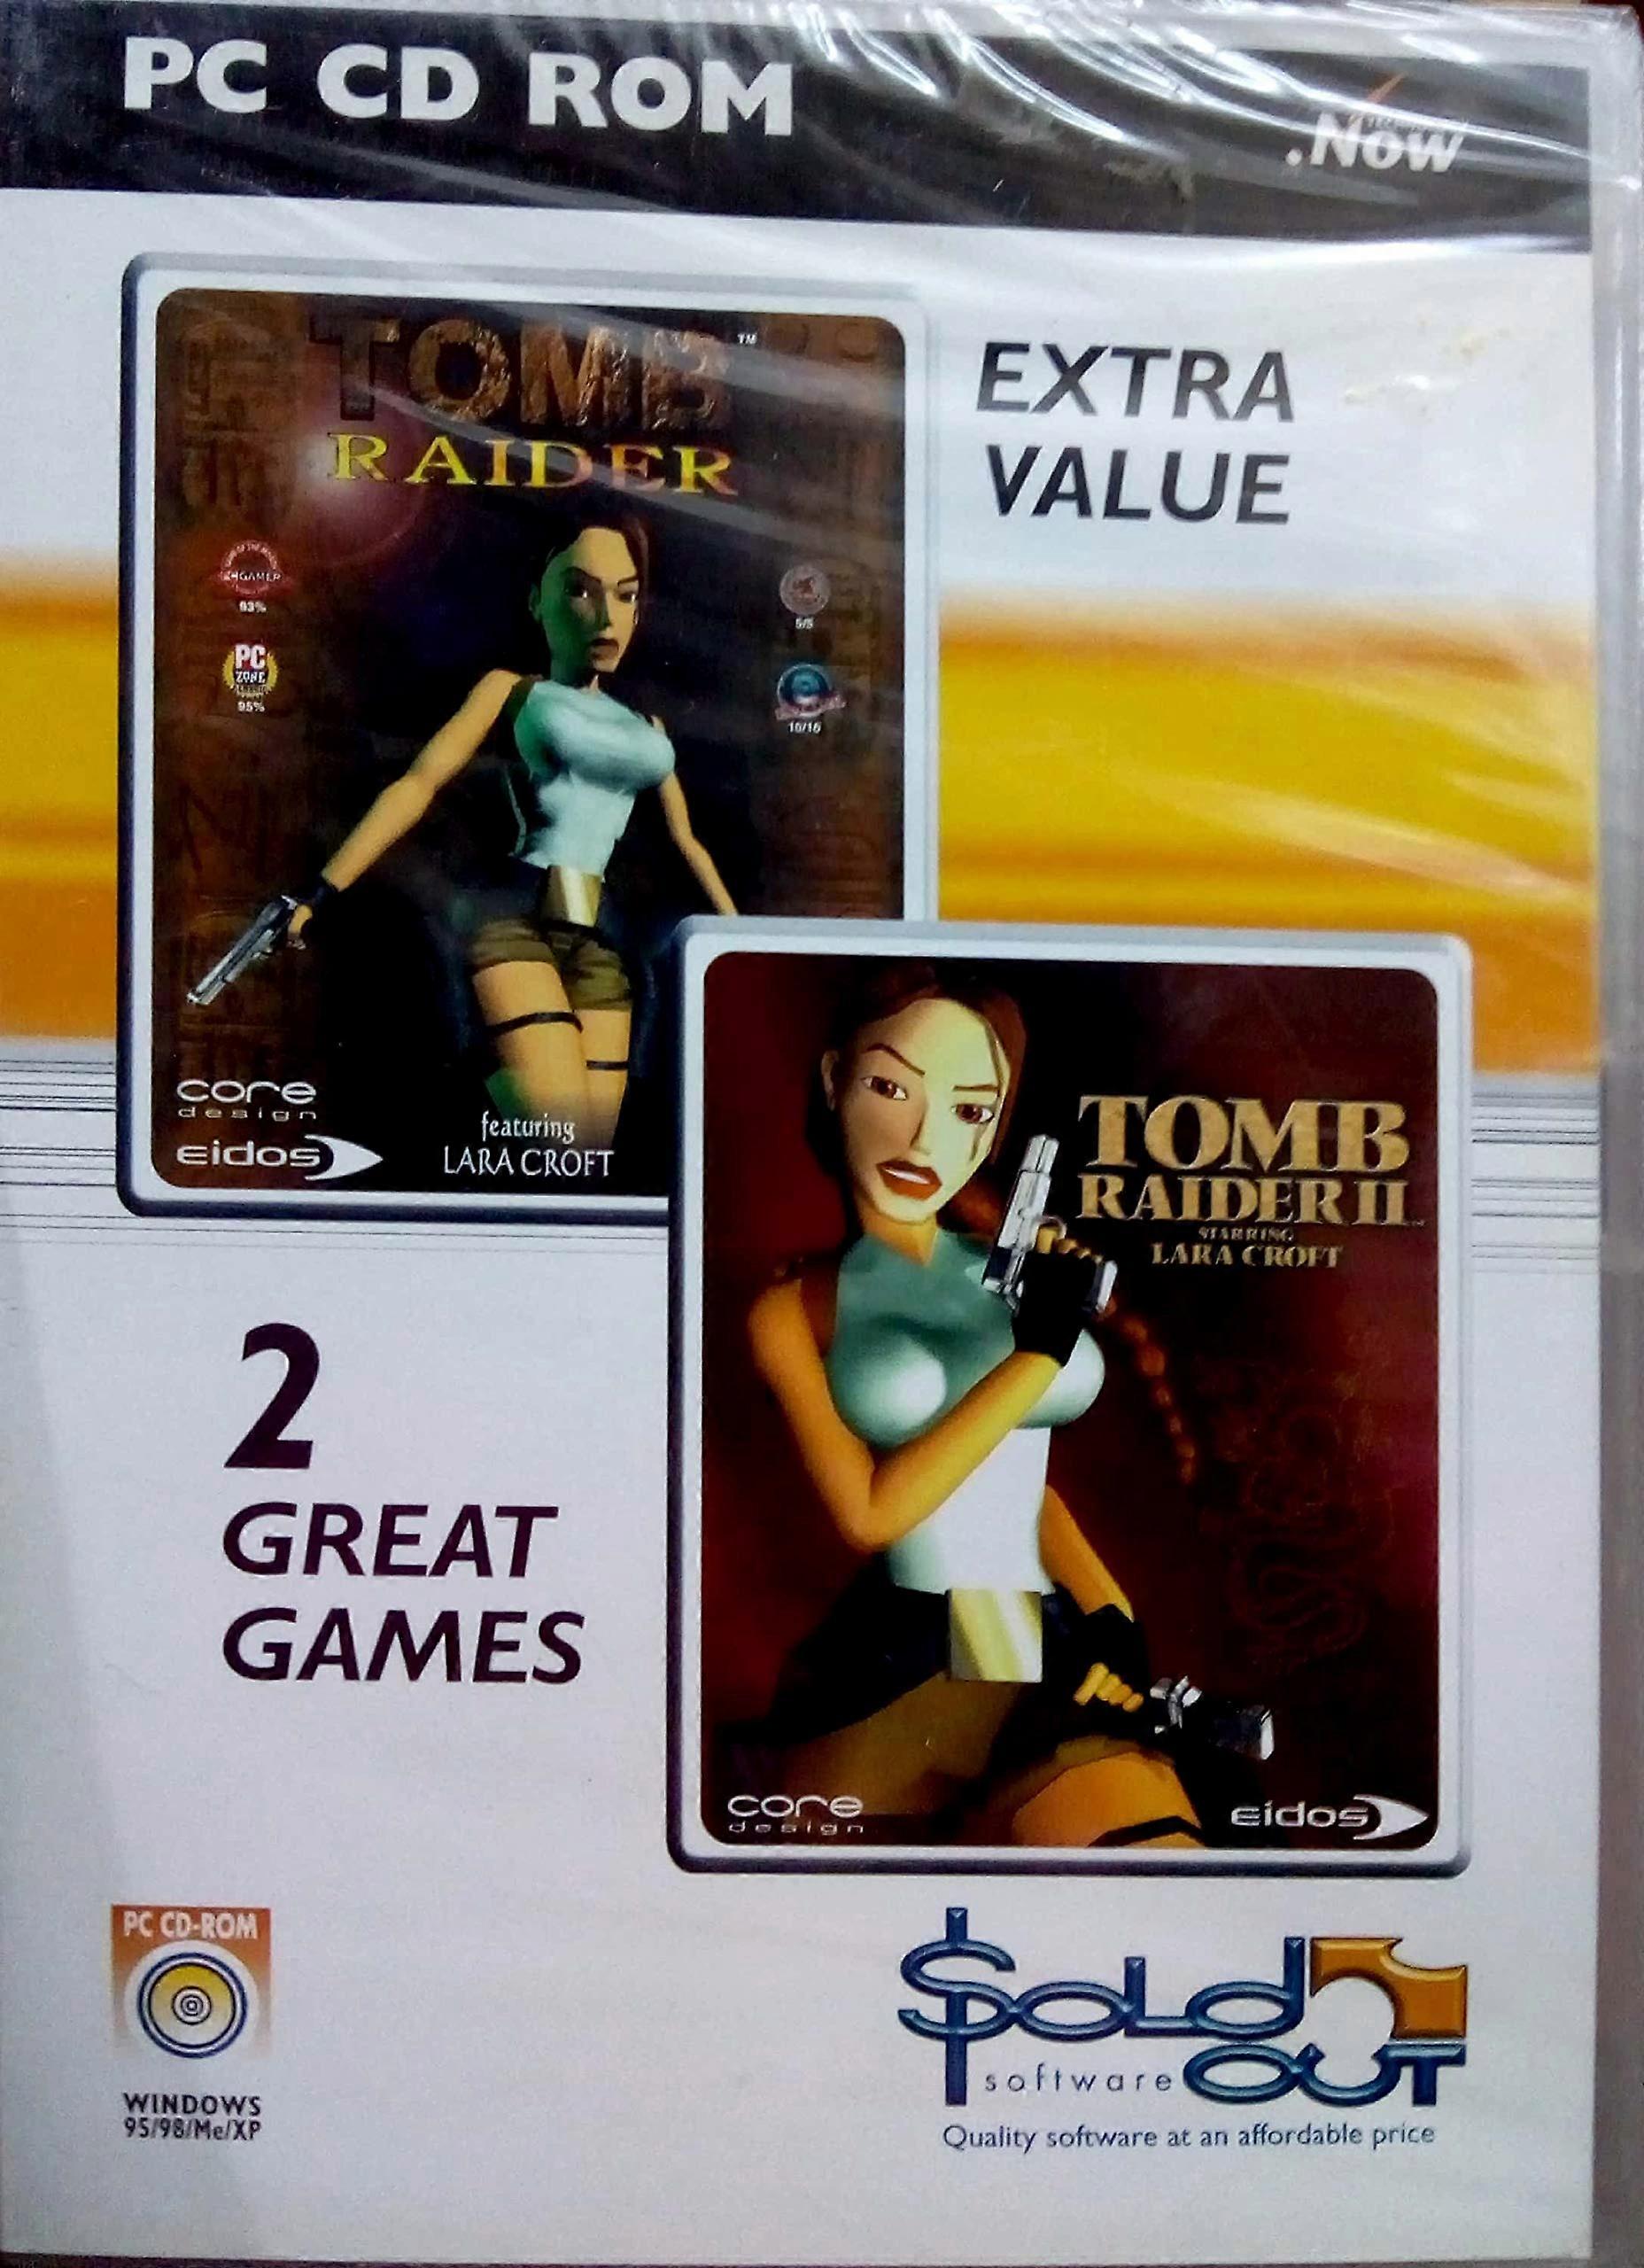 PC CD ROM
.Now
TOMB™
RAIDER
EXTRA
VALUE
93%
5/5
PC
ZONE
95%
10/10
core
design
eidos
featuring
LARA CROFT
TOMB
RAIDER II
STARRING
LARA CROFT
core
design
eidos
2
GREAT
GAMES
PC CD-ROM
WINDOWS
95/98/Me/XP
$OLD
OUT
software
Quality software at an affordable price